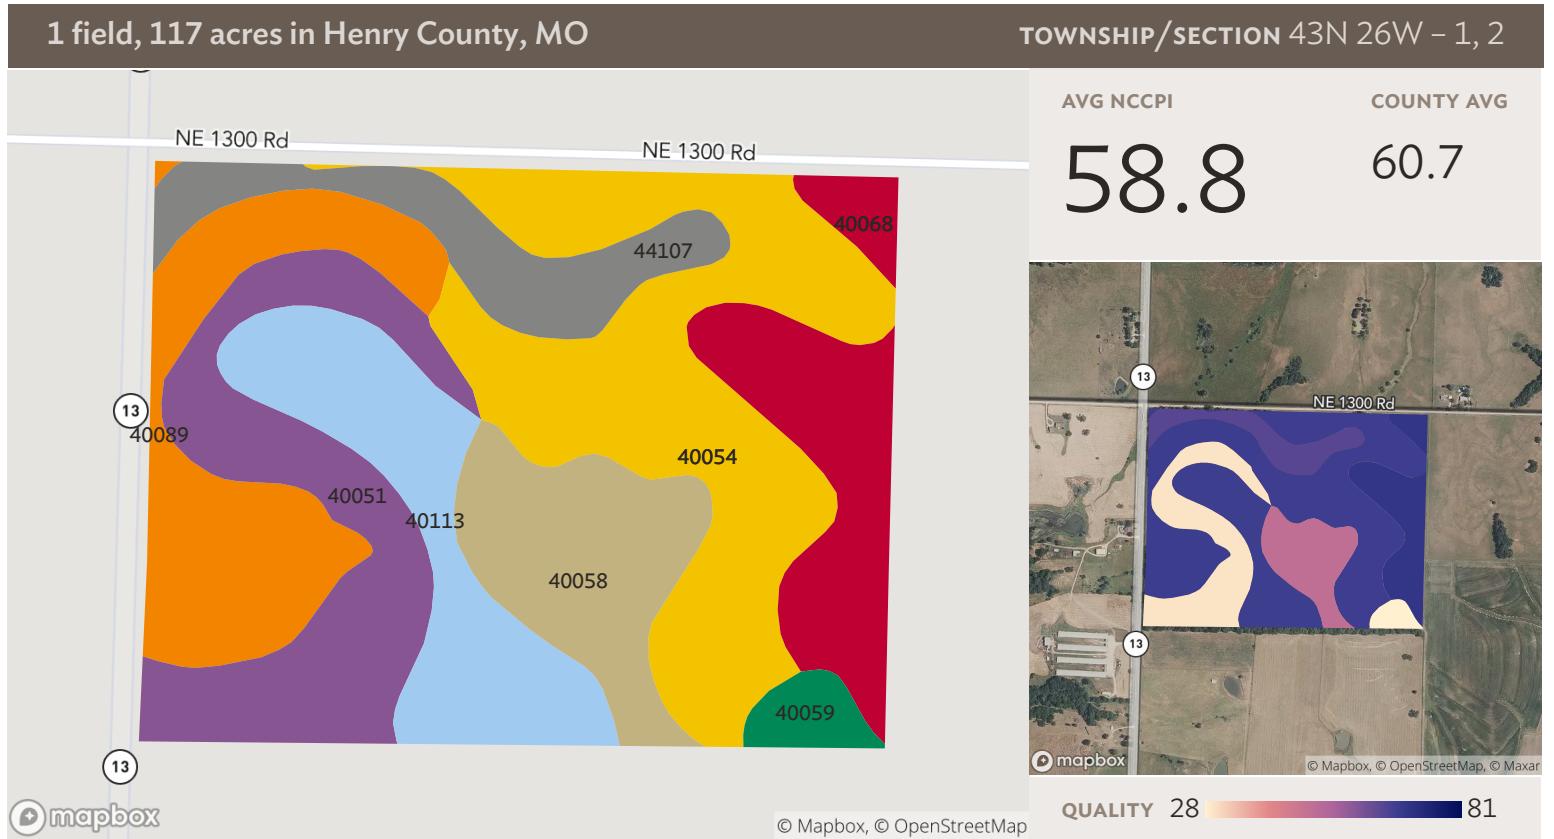 1 field, 117 acres in Henry County, MO
TOWNSHIP/SECTION 43N 26W – 1, 2
NE 1300 Rd
NE 1300 Rd
40068
44107
13
40089
40054
40051
40113
40058
40059
13
mapbox
© Mapbox, © OpenStreetMap
AVG NCCPI
COUNTY AVG
58.8
60.7
13
NE 1300 Rd
13
mapbox
© Mapbox, © OpenStreetMap, © Maxar
QUALITY 28 81